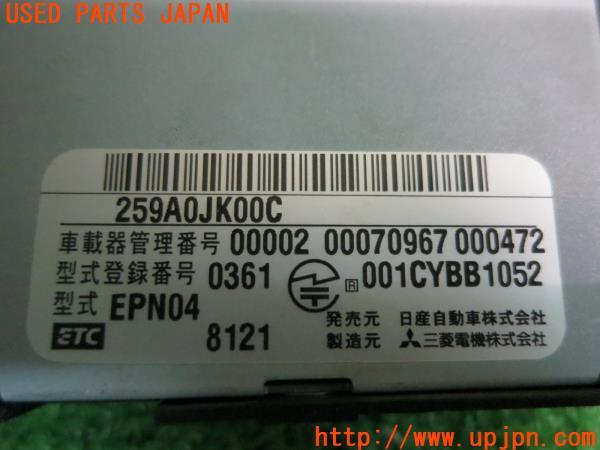 USED PARTS JAPAN
259A0JK00C
車載器管理番号 00002 00070967 000472
型式登録番号 0361 R 001CYBB1052
型式 EPN04
ETC 8121 発売元 日産自動車株式会社
製造元 三菱電機株式会社
http://www.upjpn.com/